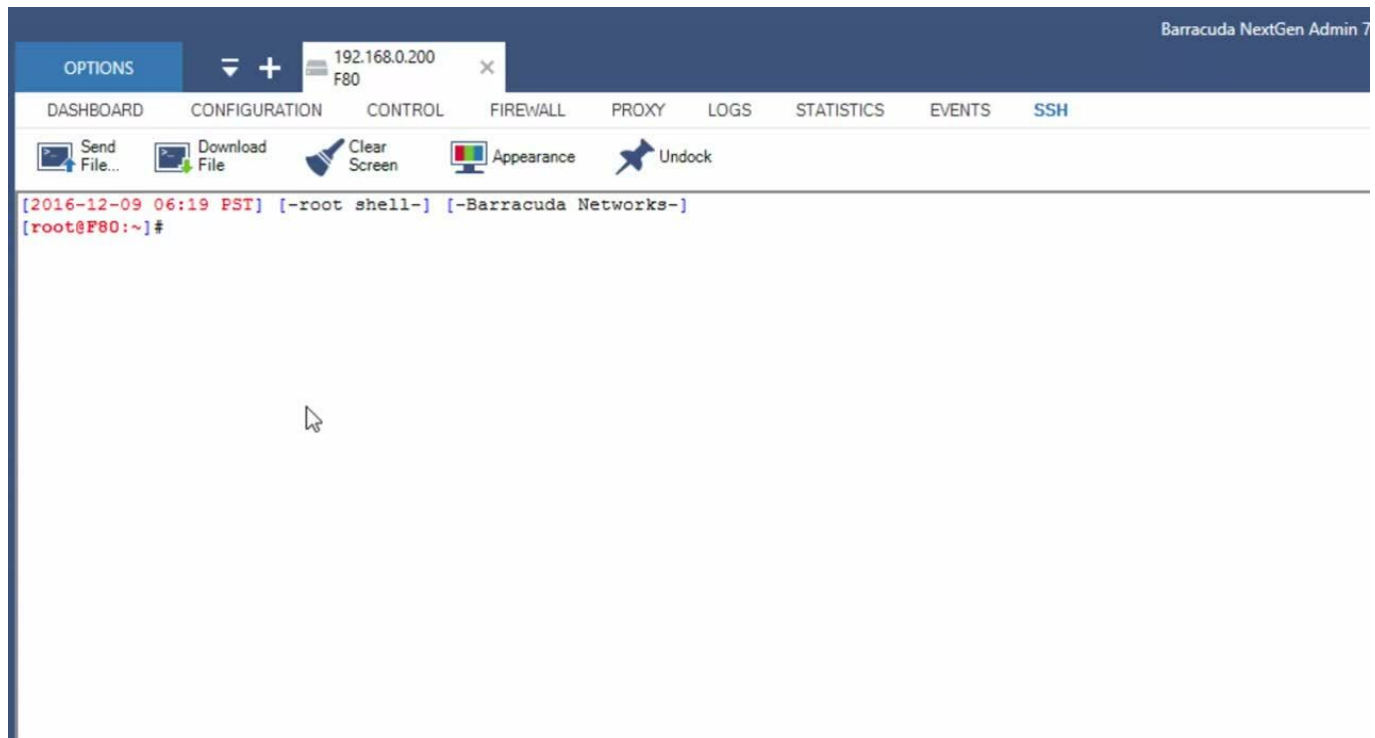 Barracuda NextGen Admin 7
OPTIONS
192.168.0.200
F80
DASHBOARD CONFIGURATION CONTROL FIREWALL PROXY LOGS STATISTICS EVENTS SSH
Send File...
Download File
Clear Screen
Appearance
Undock
[2016-12-09 06:19 PST] [-root shell-] [-Barracuda Networks-]
[root@F80:~]#